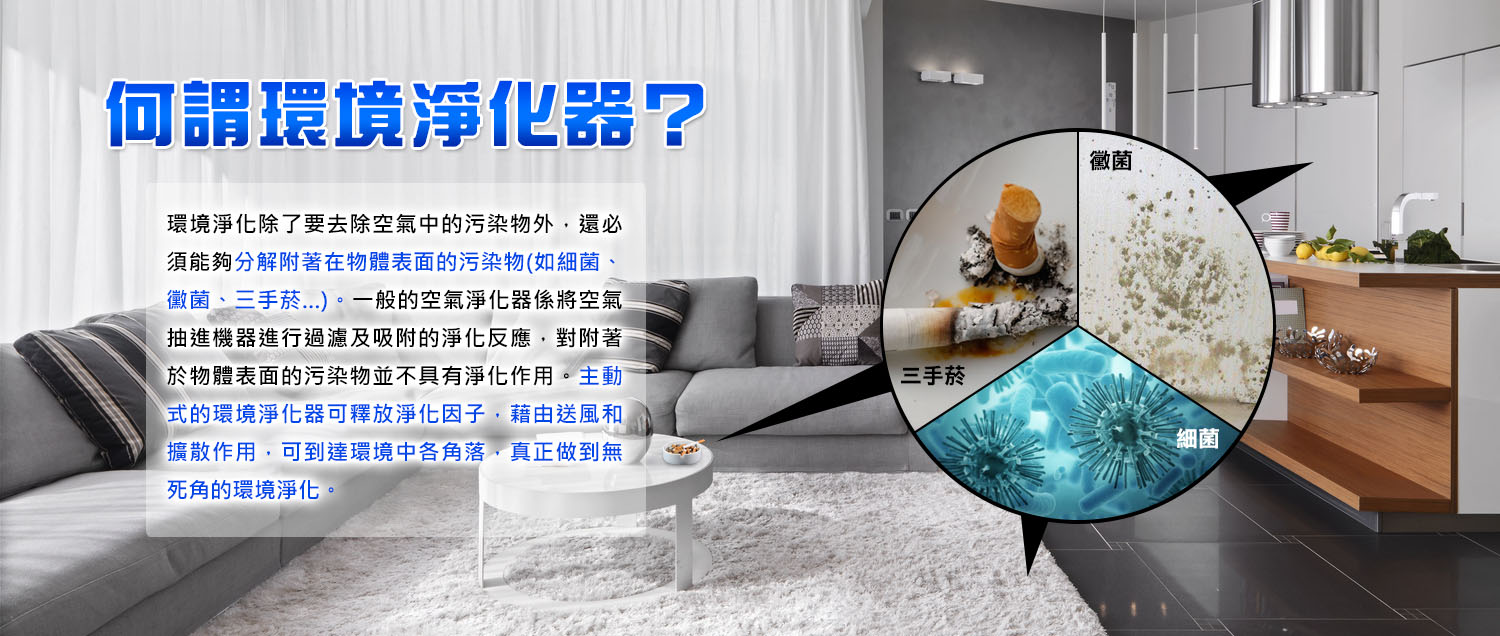 何謂環境淨化器？
環境淨化除了要去除空氣中的污染物外，還必
須能夠分解附著在物體表面的污染物(如細菌、
黴菌、三手菸...)。一般的空氣淨化器係將空氣
抽進機器進行過濾及吸附的淨化反應，對附著
於物體表面的污染物並不具有淨化作用。主動
式的環境淨化器可釋放淨化因子，藉由送風和
擴散作用，可到達環境中各角落，真正做到無
死角的環境淨化。
黴菌
三手菸
細菌